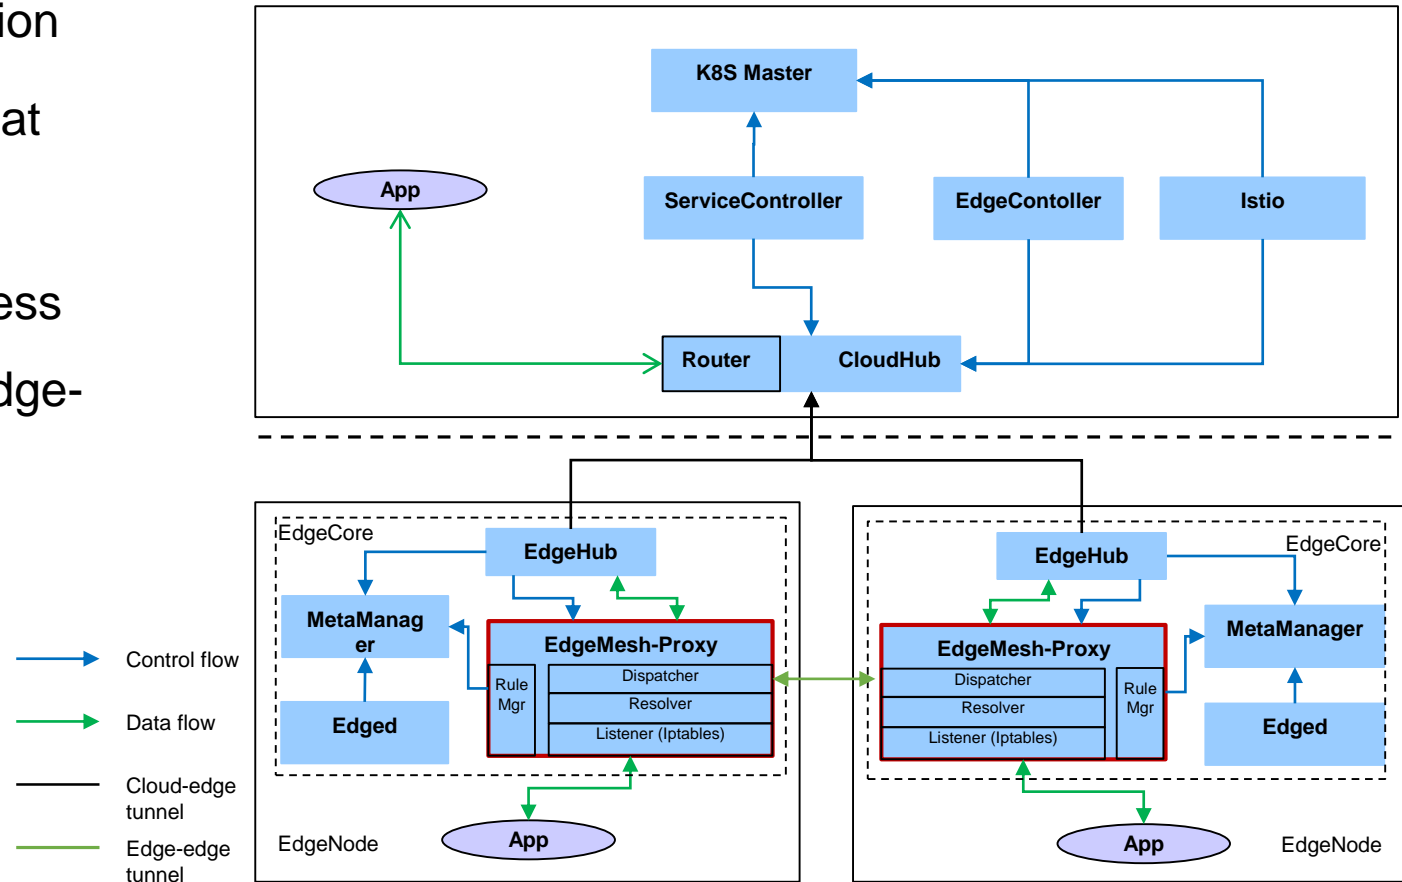 ion
at
ess
dge-
K8S Master
App
ServiceController
EdgeContoller
Istio
Router
CloudHub
EdgeCore
EdgeHub
MetaManag
er
EdgeMesh-Proxy
Rule
Mgr
Dispatcher
Resolver
Listener (Iptables)
Edged
App
EdgeNode
EdgeCore
EdgeHub
EdgeMesh-Proxy
Dispatcher
Resolver
Listener (Iptables)
Rule
Mgr
MetaManager
Edged
App
EdgeNode
Control flow
Data flow
Cloud-edge
tunnel
Edge-edge
tunnel